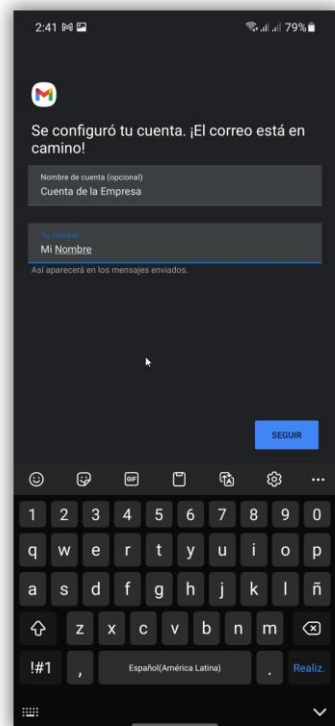 2:41
79%
Se configuró tu cuenta. ¡El correo está en
camino!
Nombre de cuenta (opcional)
Cuenta de la Empresa
Tu nombre
Mi Nombre
Así aparecerá en los mensajes enviados.
SEGUIR
GIF
1 2 3 4 5 6 7 8 9 0
q w e r t y u i o p
a s d f g h j k l ñ
z x c v b n m
!#1 , Español(América Latina) . Realiz.